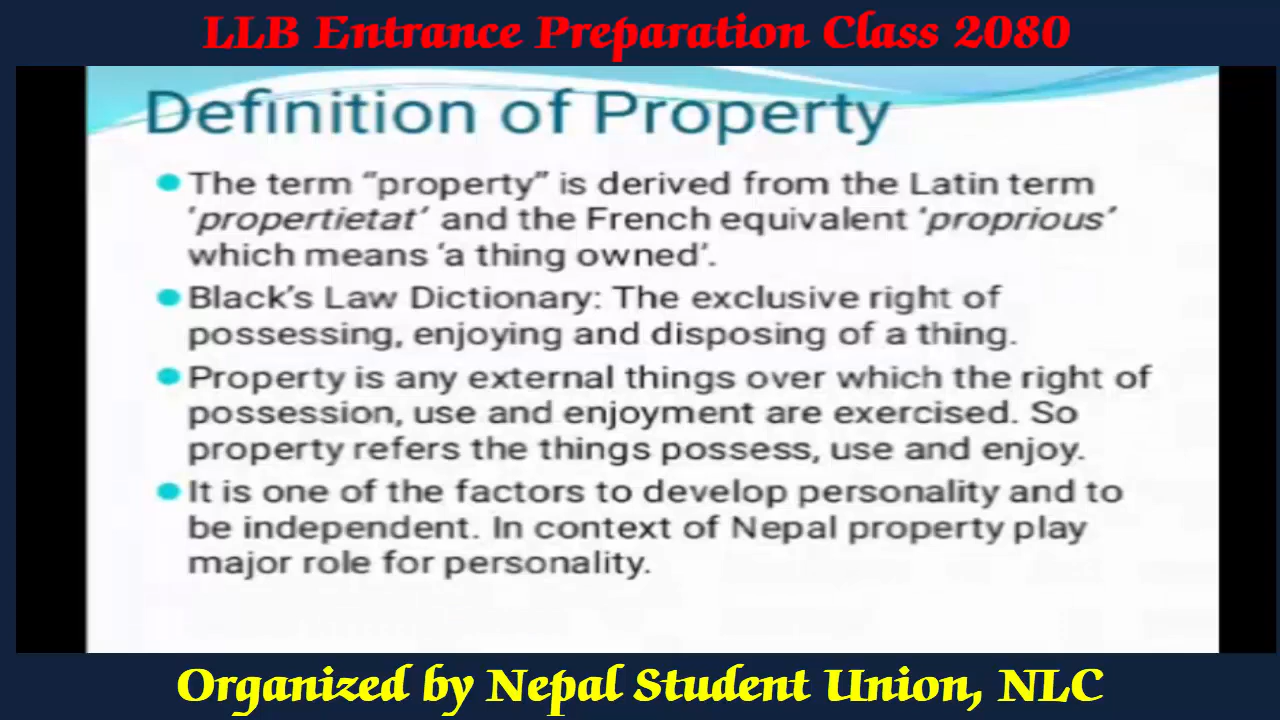 LLB Entrance Preparation Class 2080
Definition of Property
The term “property” is derived from the Latin term
‘propertietat’ and the French equivalent ‘proprious’
which means ‘a thing owned’.
Black’s Law Dictionary: The exclusive right of
possessing, enjoying and disposing of a thing.
Property is any external things over which the right of
possession, use and enjoyment are exercised. So
property refers the things possess, use and enjoy.
It is one of the factors to develop personality and to
be independent. In context of Nepal property play
major role for personality.
Organized by Nepal Student Union, NLC